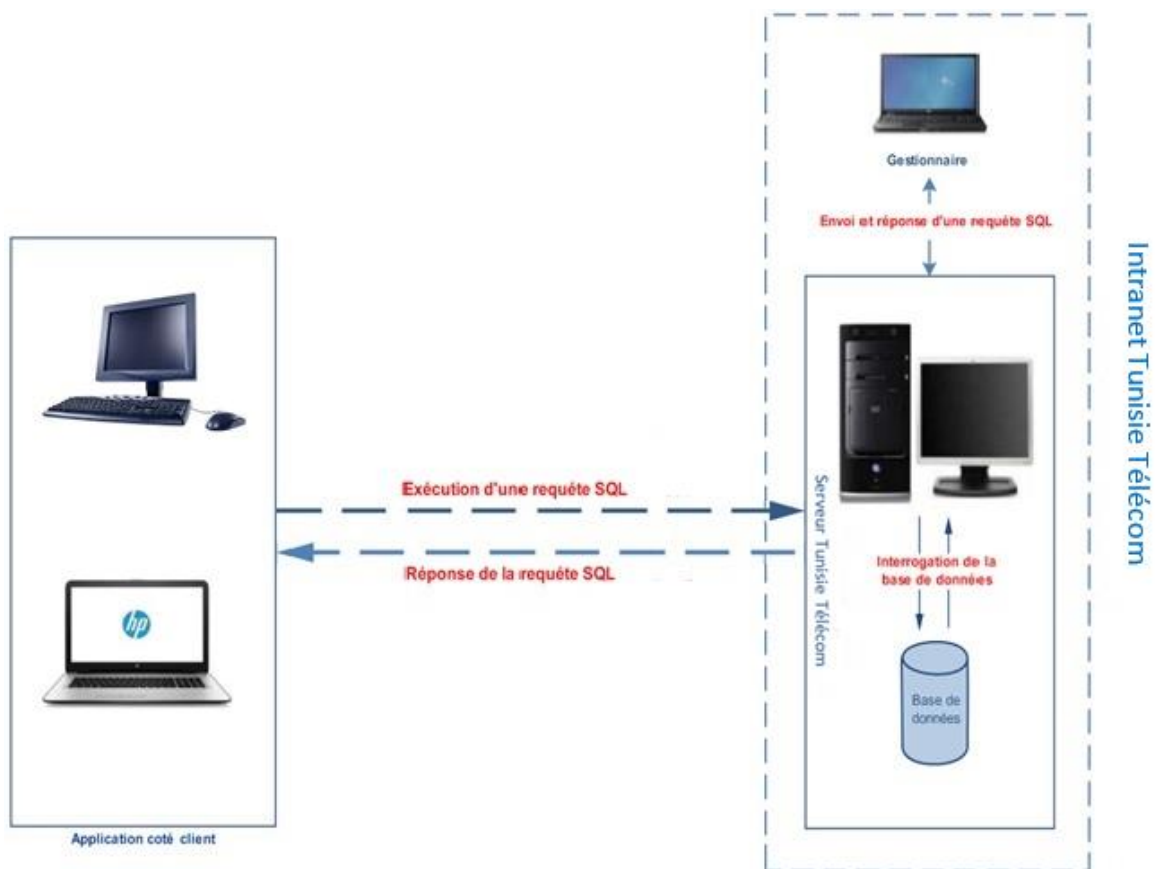 Gestionnaire
Envoi et réponse d'une requéte SQL
Intranet Tunisie Télécom
Exécution d'une requéte SQL
Réponse de la requéte SQL
Serveur Tunisie Télécom
Interrogation de la
base de données
Base de
données
hp
Application coté client